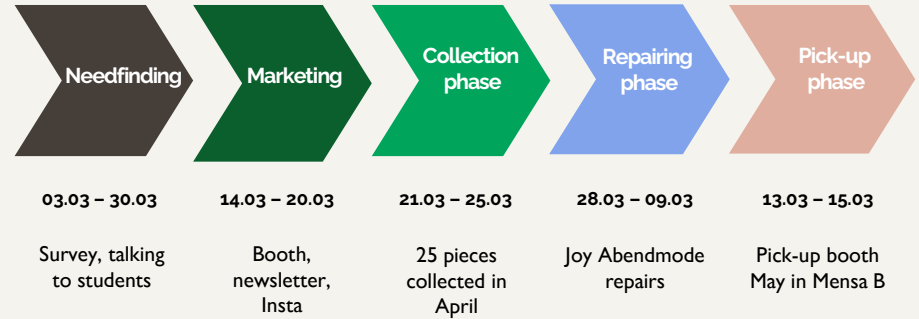 Needfinding
Marketing
Collection
phase
Repairing
phase
Pick-up
phase
03.03 – 30.03
14.03 – 20.03
21.03 – 25.03
28.03 – 09.03
13.03 – 15.03
Survey, talking
to students
Booth,
newsletter,
Insta
25 pieces
collected in
April
Joy Abendmode
repairs
Pick-up booth
May in Mensa B